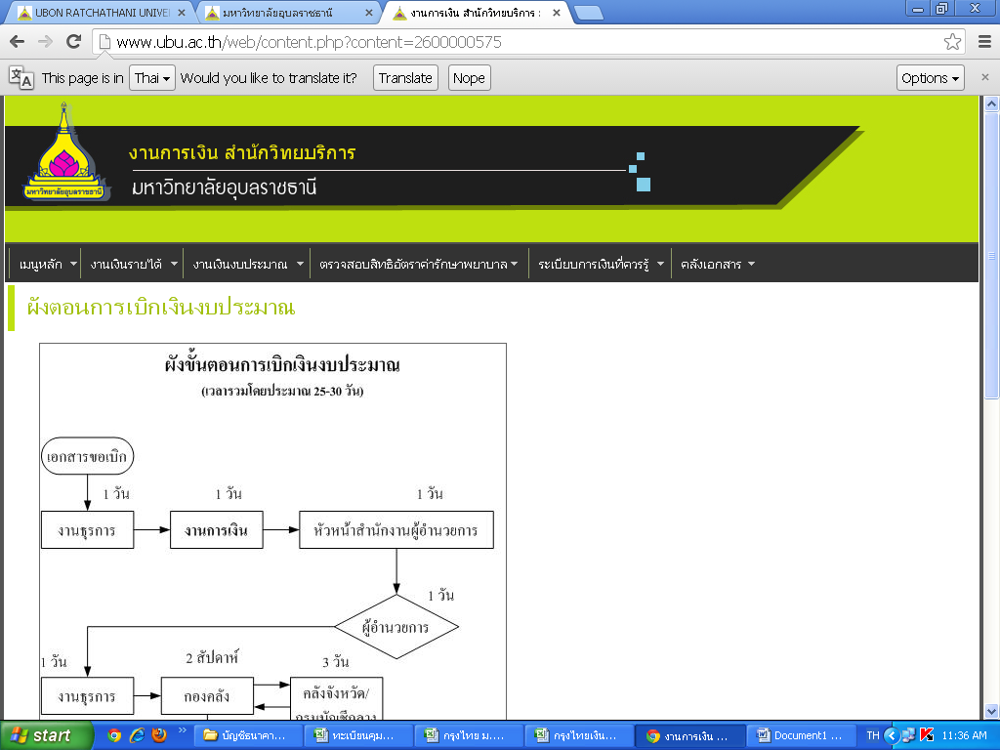 UBON RATCHATHANI UNIVE
มหาวิทยาลัยอุบลราชธานี
งานการเงิน สำนักวิทยบริการ :
www.ubu.ac.th/web/content.php?content=2600000575
This page is in Thai Would you like to translate it? Translate Nope Options
งานการเงิน สำนักวิทยบริการ
มหาวิทยาลัยอุบลราชธานี
มหาวิทยาลัยอุบลราชธานี
เมนูหลัก งานเงินรายได้ งานเงินงบประมาณ ตรวจสอบสิทธิอัตราค่ารักษาพยาบาล ระเบียบการเงินที่ควรรู้ คลังเอกสาร
ผังตอนการเบิกเงินงบประมาณ
ผังขั้นตอนการเบิกเงินงบประมาณ
(เวลารวมโดยประมาณ 25-30 วัน)
เอกสารขอเบิก
1 วัน 1 วัน 1 วัน
งานธุรการ งานการเงิน หัวหน้าสำนักงานผู้อำนวยการ
1 วัน
ผู้อำนวยการ
1 วัน 2 สัปดาห์ 3 วัน
งานธุรการ กองคลัง คลังจังหวัด/
กรมบัญชีกลาง
start บัญชีธนาคา... ทะเบียนคุม... กรุงไทย ม.... กรุงไทยเงิน... งานการเงิน ... Document1 ... TH 11:36 AM